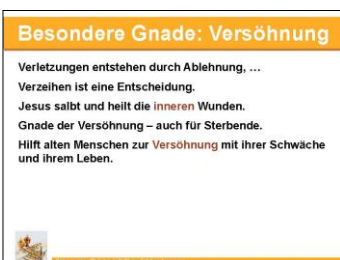 Besondere Gnade: Versöhnung
Verletzungen entstehen durch Ablehnung, …
Verzeihen ist eine Entscheidung.
Jesus salbt und heilt die inneren Wunden.
Gnade der Versöhnung – auch für Sterbende.
Hilft alten Menschen zur Versöhnung mit ihrer Schwäche
und ihrem Leben.